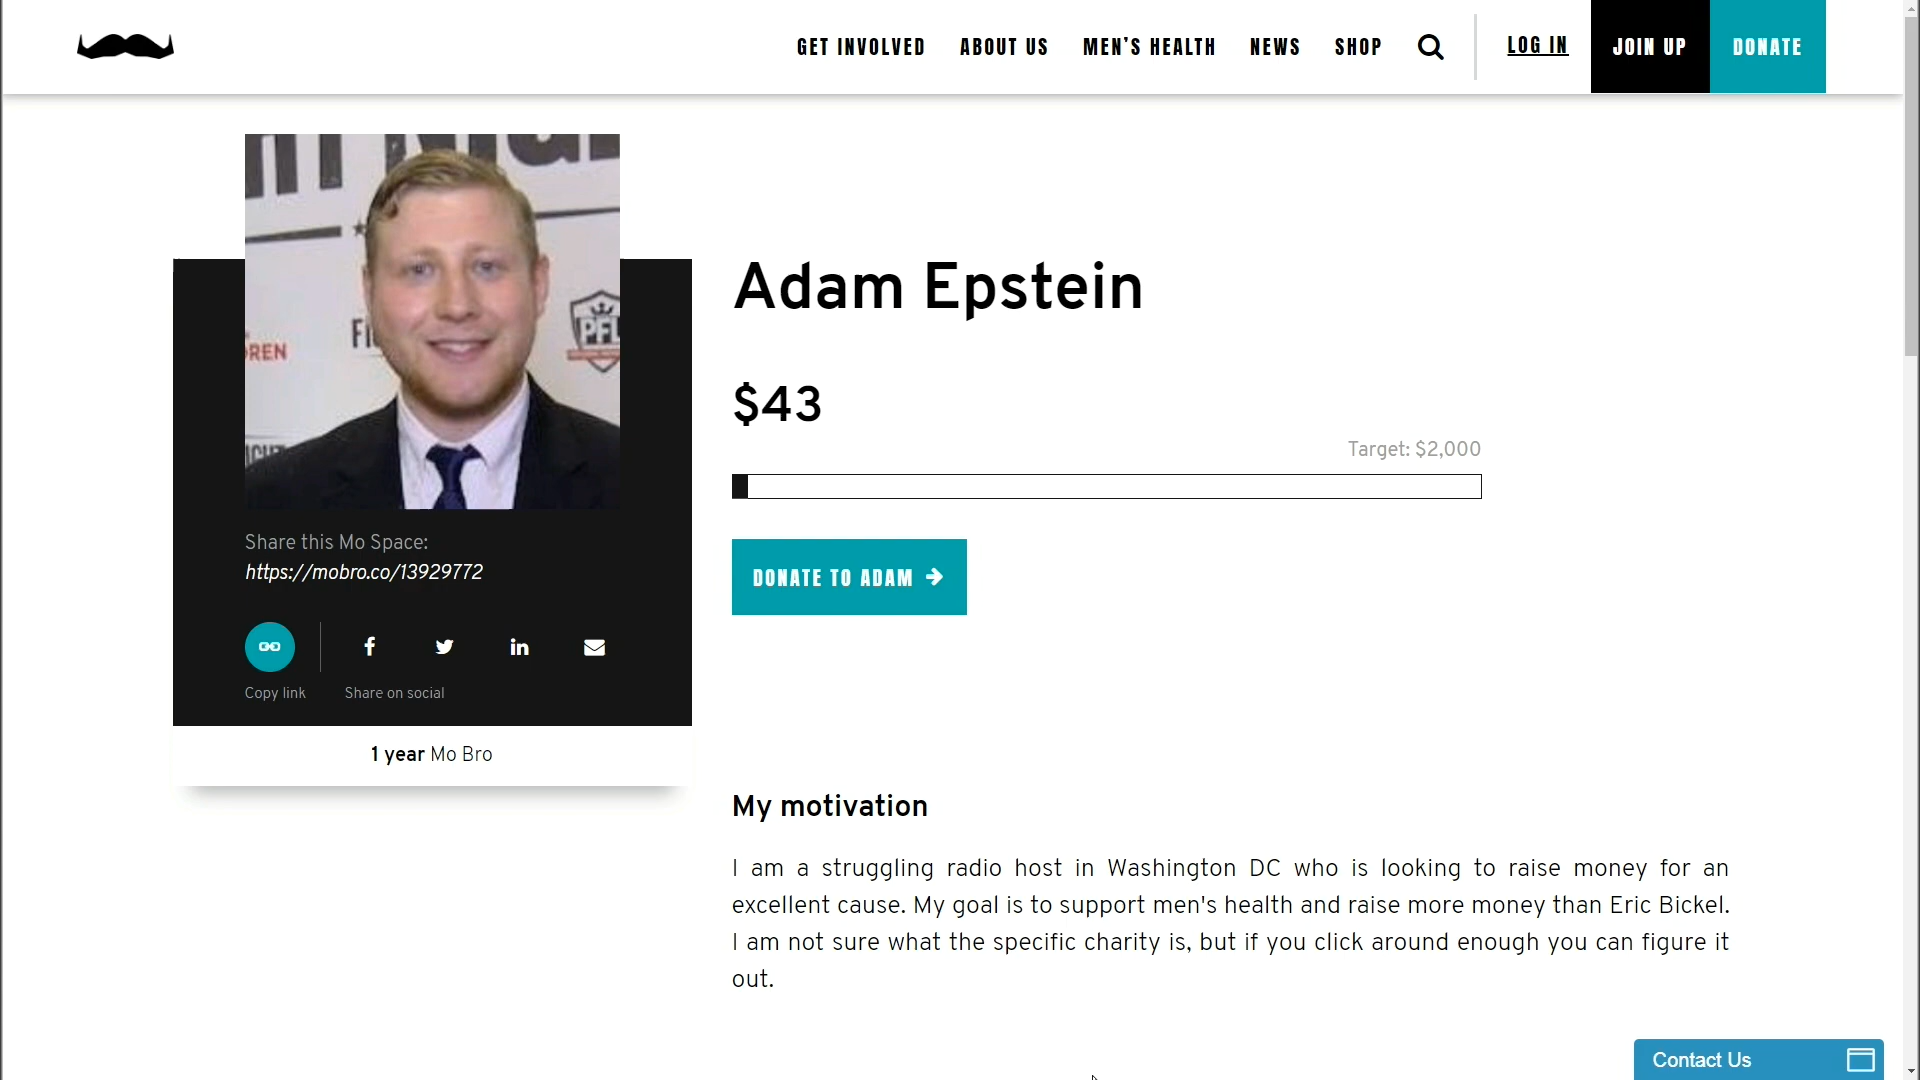 GET INVOLVED ABOUT US MEN'S HEALTH NEWS SHOP LOG IN JOIN UP DONATE
PFL
Adam Epstein
$43
Target: $2,000
DONATE TO ADAM
Share this Mo Space:
https://mobro.co/13929772
Copy link Share on social
1 year Mo Bro
My motivation
I am a struggling radio host in Washington DC who is looking to raise money for an
excellent cause. My goal is to support men's health and raise more money than Eric Bickel.
I am not sure what the specific charity is, but if you click around enough you can figure it
out.
Contact Us